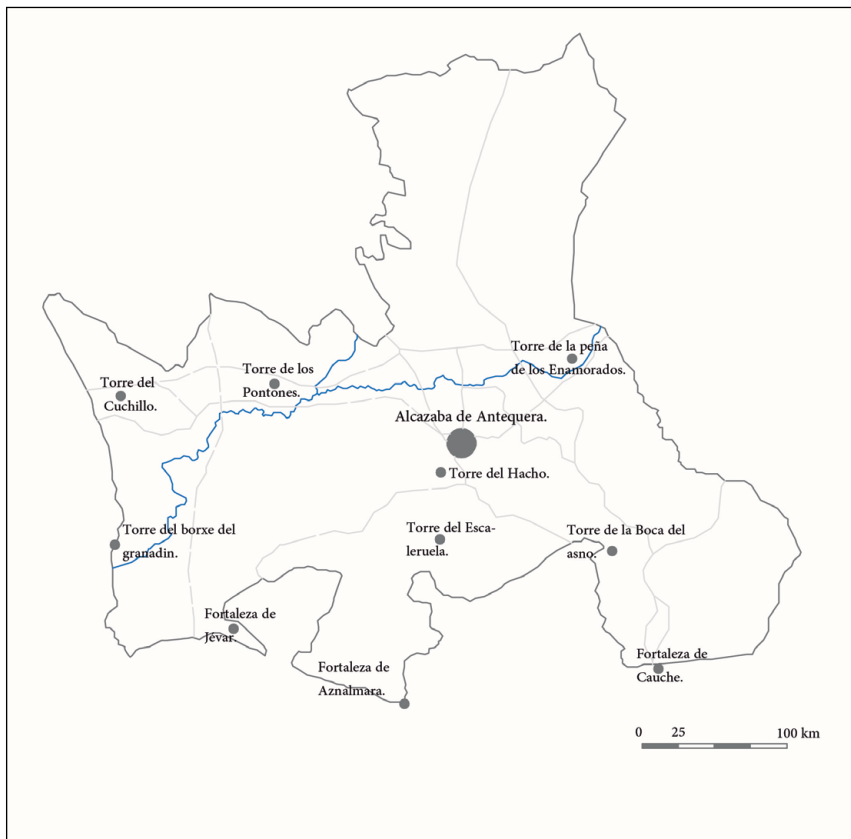 Torre de la peña
de los Enamorados.
Torre de los
Pontones.
Torre del
Cuchillo.
Alcazaba de Antequera.
Torre del Hacho.
Torre del borxe del
granadin.
Torre del Esca-
leruela.
Torre de la Boca del
asno.
Fortaleza de
Jévar.
Fortaleza de
Aznalmara.
Fortaleza de
Cauche.
0 25 100 km